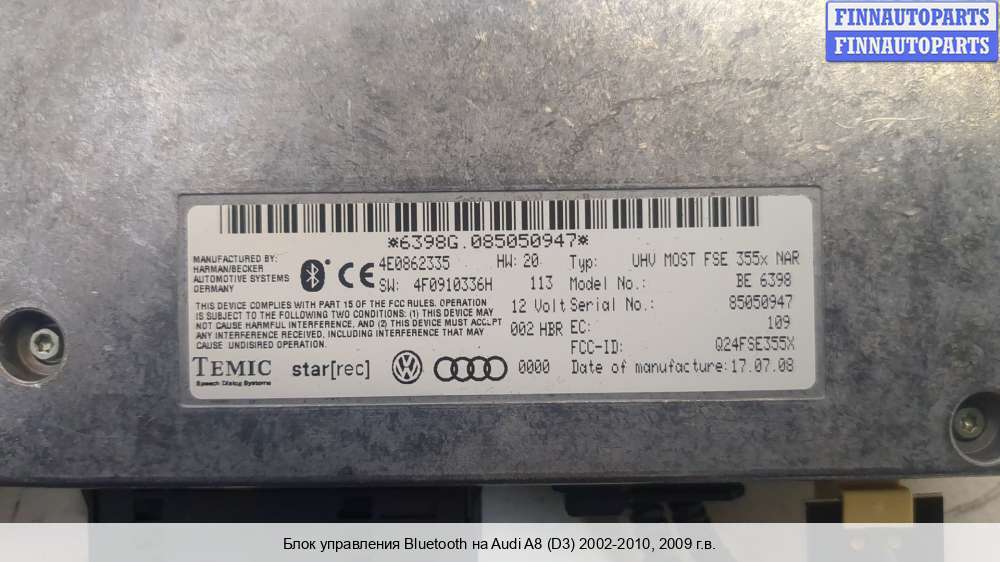 FINNAUTOPARTS
FINNAUTOPARTS
*6398G.085050947*
MANUFACTURED BY:
HARMAN/BECKER
AUTOMOTIVE SYSTEMS
GERMANY
CE
4E0862335 HW: 20
SW: 4F0910336H 113
12 Volt
002 HBR
THIS DEVICE COMPLIES WITH PART 15 OF THE FCC RULES. OPERATION
IS SUBJECT TO THE FOLLOWING TWO CONDITIONS: (1) THIS DEVICE MAY
NOT CAUSE HARMFUL INTERFERENCE, AND (2) THIS DEVICE MUST ACCEPT
ANY INTERFERENCE RECEIVED, INCLUDING INTERFERENCE THAT MAY
CAUSE UNDISIRED OPERATION.
Typ: UHV MOST FSE 355x NAR
Model No.: BE 6398
Serial No.: 85050947
EC: 109
FCC-ID: Q24FSE355X
Date of manufacture: 17.07.08
TEMIC
Speech Dialog Systems
star[rec]
0000
Блок управления Bluetooth на Audi A8 (D3) 2002-2010, 2009 г.в.